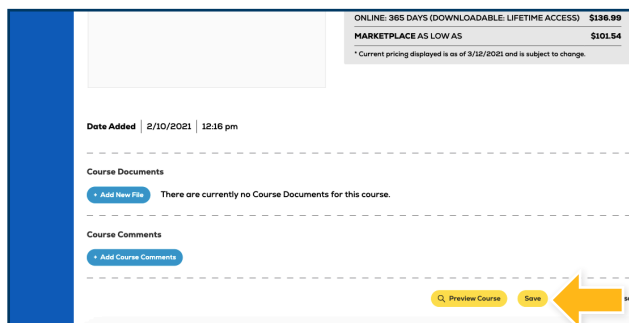 ONLINE: 365 DAYS (DOWNLOADABLE: LIFETIME ACCESS) $136.99
MARKETPLACE AS LOW AS $101.54
* Current pricing displayed is as of 3/12/2021 and is subject to change.
Date Added 2/10/2021 12:16 pm
Course Documents
+ Add New File There are currently no Course Documents for this course.
Course Comments
+ Add Course Comments
Preview Course Save